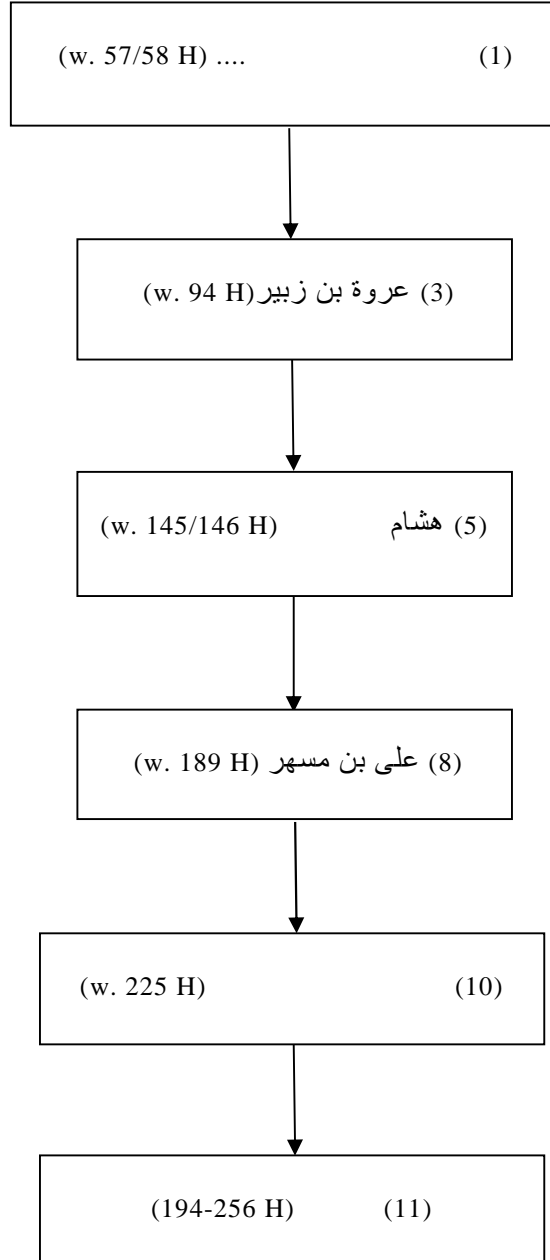 (w. 57/58 H) .... (1)
(3) عروة بن زبير (w. 94 H)
(5) هشام (w. 145/146 H)
(8) على بن مسهر (w. 189 H)
(w. 225 H) (10)
(194-256 H) (11)